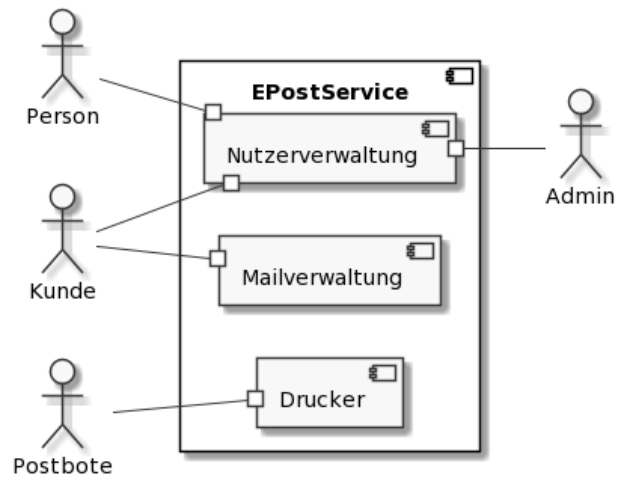 Person
EPostService
Nutzerverwaltung
Admin
Kunde
Mailverwaltung
Drucker
Postbote